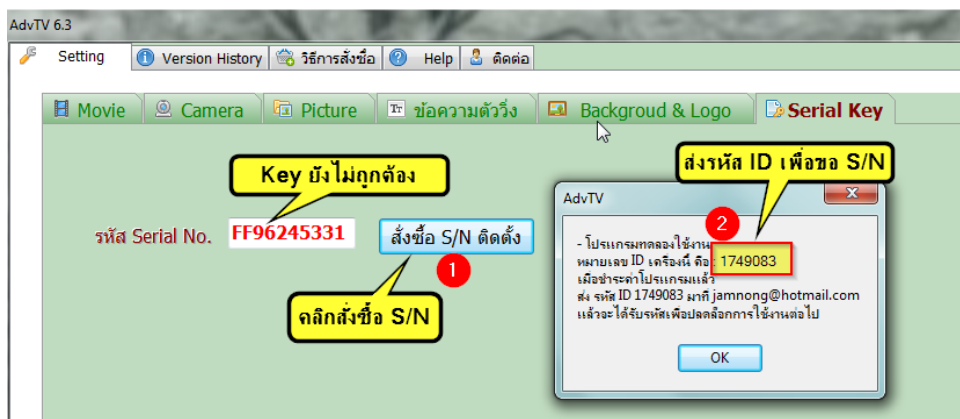 AdvTV 6.3
Setting
Version History
วิธีการสั่งซื้อ
Help
ติดต่อ
Movie
Camera
Picture
ข้อความตัววิ่ง
Backgroud & Logo
Serial Key
Key ยังไม่ถูกต้อง
ส่งรหัส ID เพื่อขอ S/N
รหัส Serial No.
FF96245331
สั่งซื้อ S/N ติดตั้ง
1
คลิกสั่งซื้อ S/N
AdvTV
2
- โปรแกรมทดลองใช้งาน
หมายเลข ID เครื่องนี้ คือ : 1749083
เมื่อชำระค่าโปรแกรมแล้ว
ส่ง รหัส ID 1749083 มาที่ jamnong@hotmail.com
แล้วจะได้รับรหัสเพื่อปลดล็อกการใช้งานต่อไป
OK